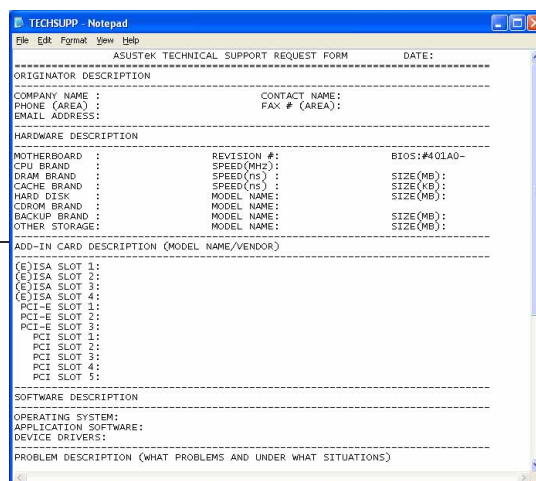 TECHSUPP - Notepad
File Edit Format View Help
ASUSTeK TECHNICAL SUPPORT REQUEST FORM DATE:
ORIGINATOR DESCRIPTION
COMPANY NAME : CONTACT NAME:
PHONE (AREA) : FAX # (AREA):
EMAIL ADDRESS:
HARDWARE DESCRIPTION
MOTHERBOARD : REVISION #: BIOS:#401A0-
CPU BRAND : SPEED(MHz):
DRAM BRAND : SPEED(ns) : SIZE(MB):
CACHE BRAND : SPEED(ns) : SIZE(KB):
HARD DISK : MODEL NAME: SIZE(MB):
CDROM BRAND : MODEL NAME:
BACKUP BRAND : MODEL NAME: SIZE(MB):
OTHER STORAGE: MODEL NAME: SIZE(MB):
ADD-IN CARD DESCRIPTION (MODEL NAME/VENDOR)
(E)ISA SLOT 1:
(E)ISA SLOT 2:
(E)ISA SLOT 3:
(E)ISA SLOT 4:
PCI-E SLOT 1:
PCI-E SLOT 2:
PCI-E SLOT 3:
PCI SLOT 1:
PCI SLOT 2:
PCI SLOT 3:
PCI SLOT 4:
PCI SLOT 5:
SOFTWARE DESCRIPTION
OPERATING SYSTEM:
APPLICATION SOFTWARE:
DEVICE DRIVERS:
PROBLEM DESCRIPTION (WHAT PROBLEMS AND UNDER WHAT SITUATIONS)